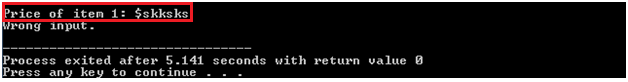 Price of item 1: $skksks
Wrong input.
--------------------------------
Process exited after 5.141 seconds with return value 0
Press any key to continue . . .